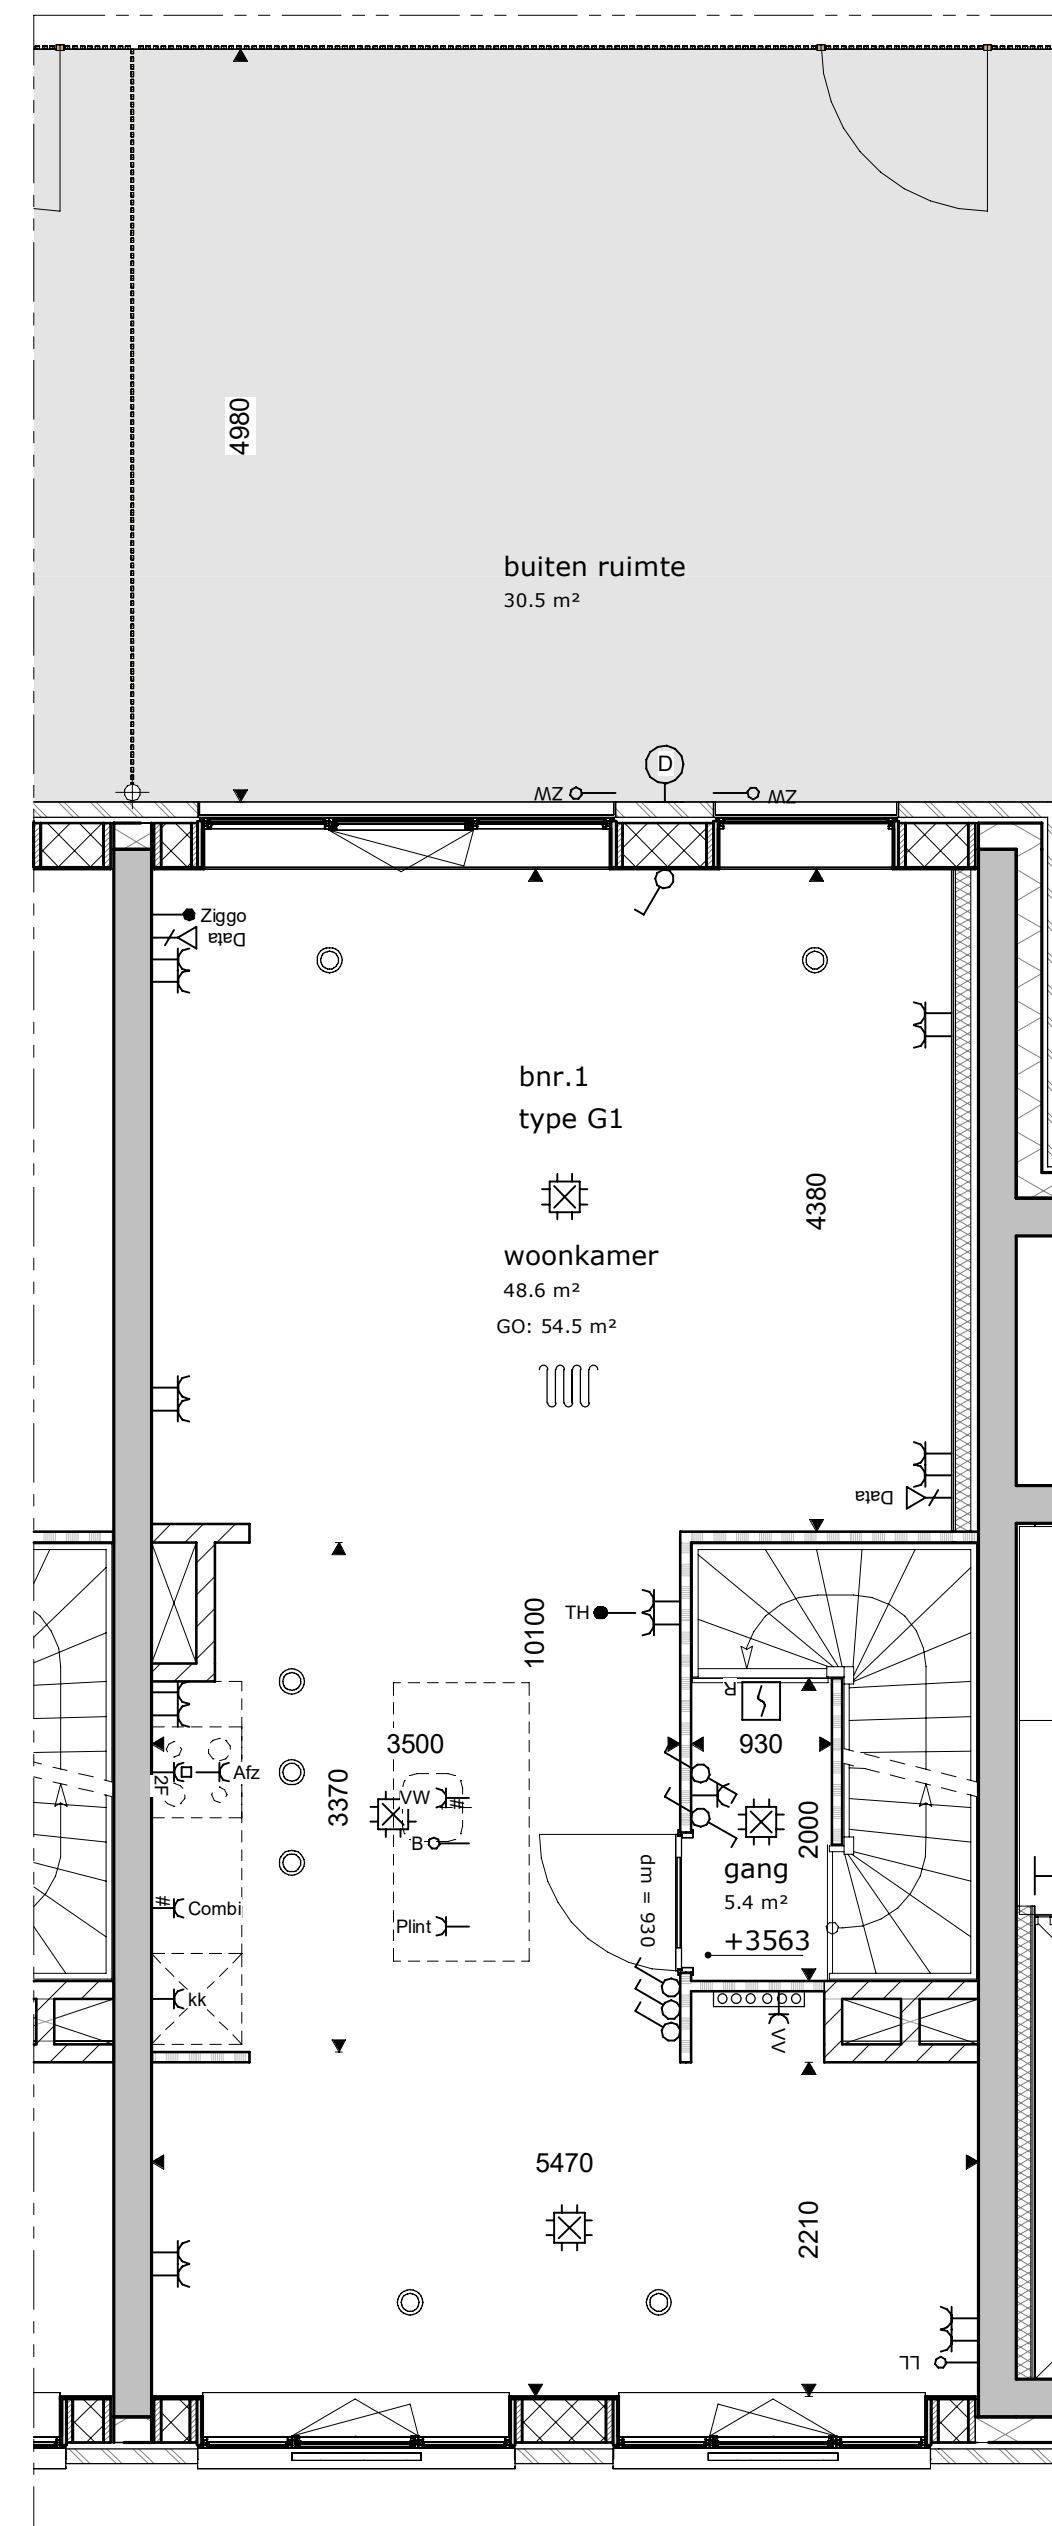 4980
buiten ruimte
30.5 m²
D
ZW
ZW
Ziggo
Data
bnr.1
type G1
4380
woonkamer
48.6 m²
GO: 54.5 m²
Data
TH
10100
R
3500
930
2F
Afz
3370
VW
#
2000
B
gang
dm = 930
5.4 m²
#
Combi
Plint
+3563
kk
VV
5470
2210
LL